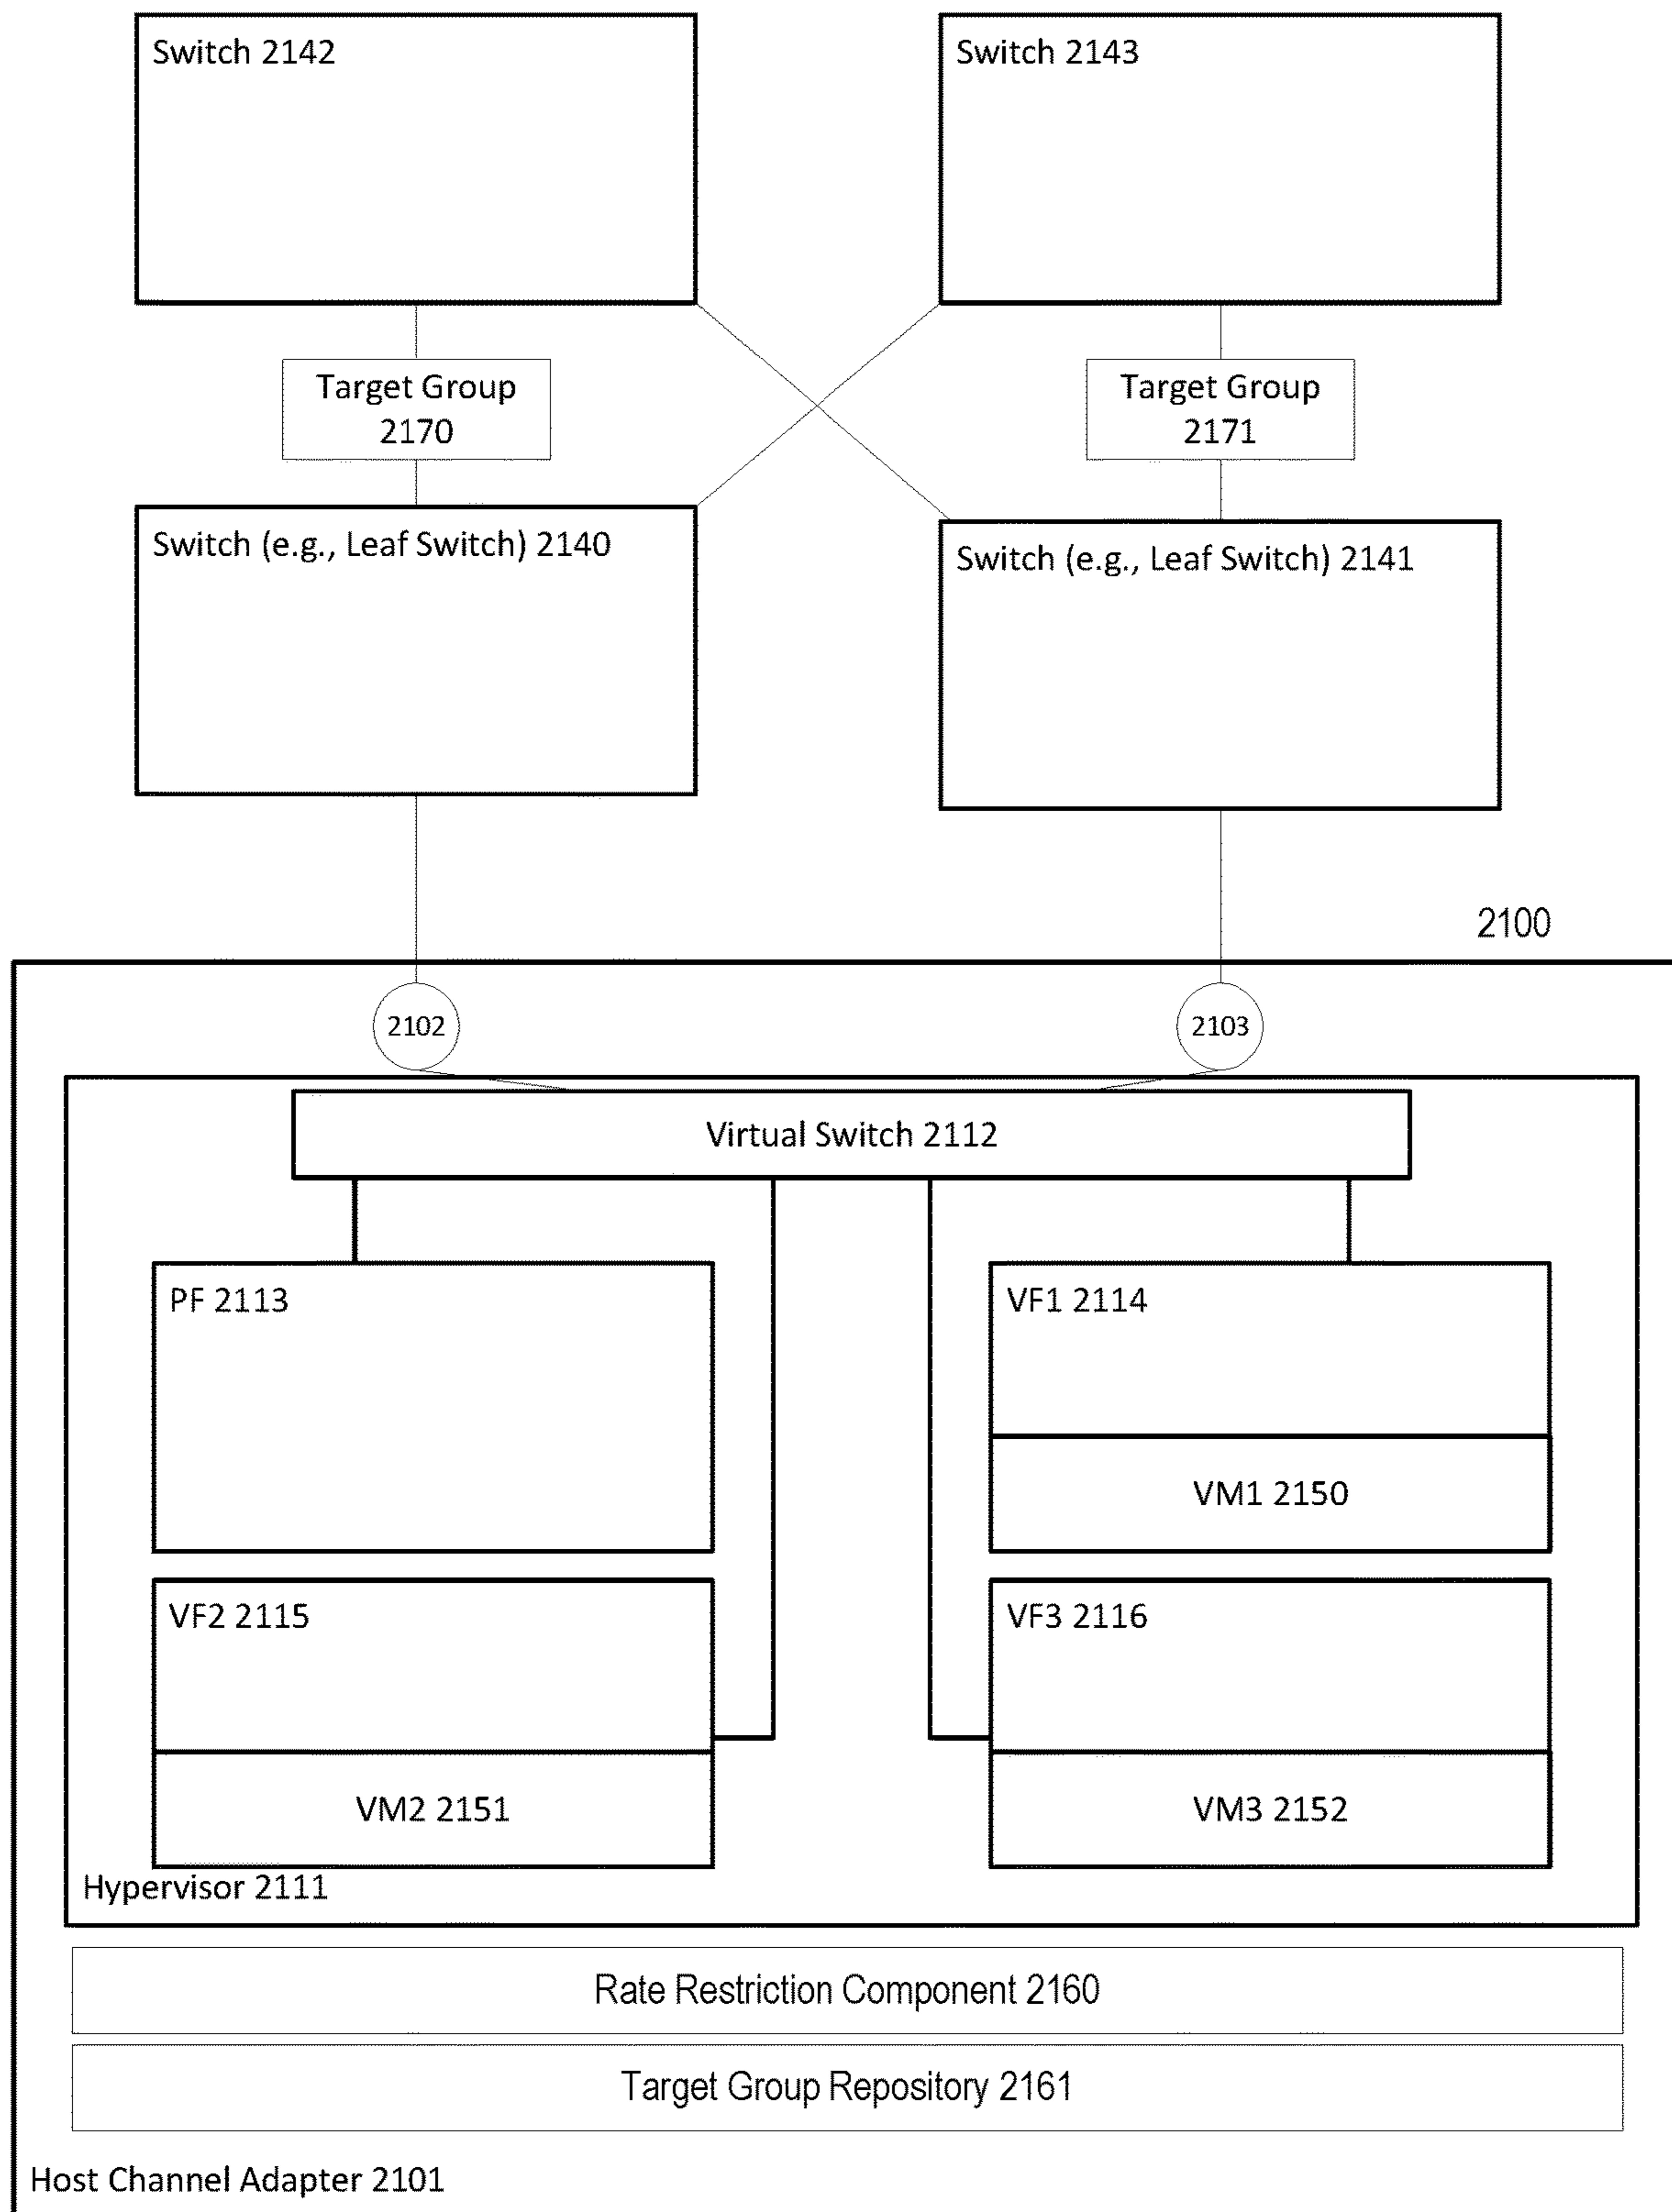 Switch 2142
Switch 2143
Target Group
2170
Target Group
2171
Switch (e.g., Leaf Switch) 2140
Switch (e.g., Leaf Switch) 2141
2100
2102
2103
Virtual Switch 2112
PF 2113
VF1 2114
VM1 2150
VF2 2115
VF3 2116
VM2 2151
VM3 2152
Hypervisor 2111
Rate Restriction Component 2160
Target Group Repository 2161
Host Channel Adapter 2101